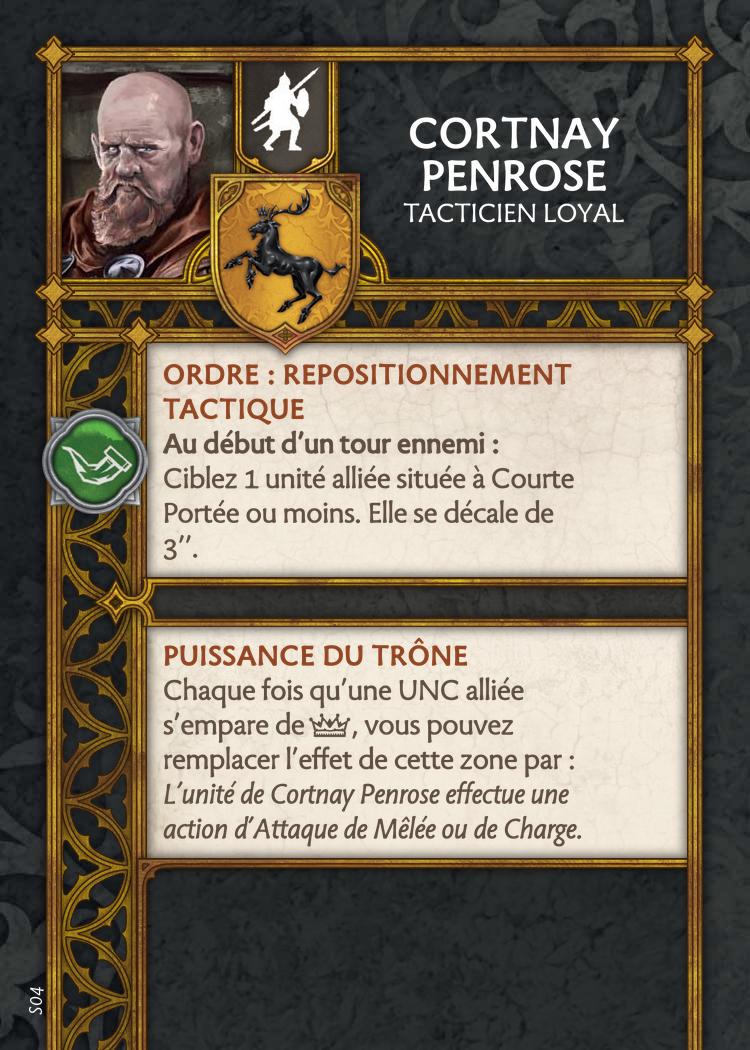 CORTNAY
PENROSE
TACTICIEN LOYAL
ORDRE : REPOSITIONNEMENT
TACTIQUE
Au début d'un tour ennemi :
Ciblez 1 unité alliée située à Courte
Portée ou moins. Elle se décale de
3’’.
PUISSANCE DU TRÔNE
Chaque fois qu'une UNC alliée
s'empare de , vous pouvez
remplacer l'effet de cette zone par :
L'unité de Cortnay Penrose effectue une
action d'Attaque de Mêlée ou de Charge.
S04